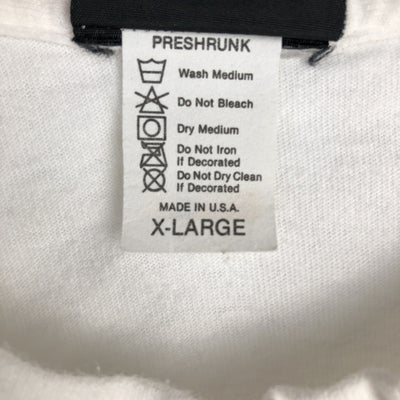 PRESHRUNK
Wash Medium
Do Not Bleach
Dry Medium
Do Not Iron
If Decorated
Do Not Dry Clean
If Decorated
MADE IN U.S.A.
X-LARGE